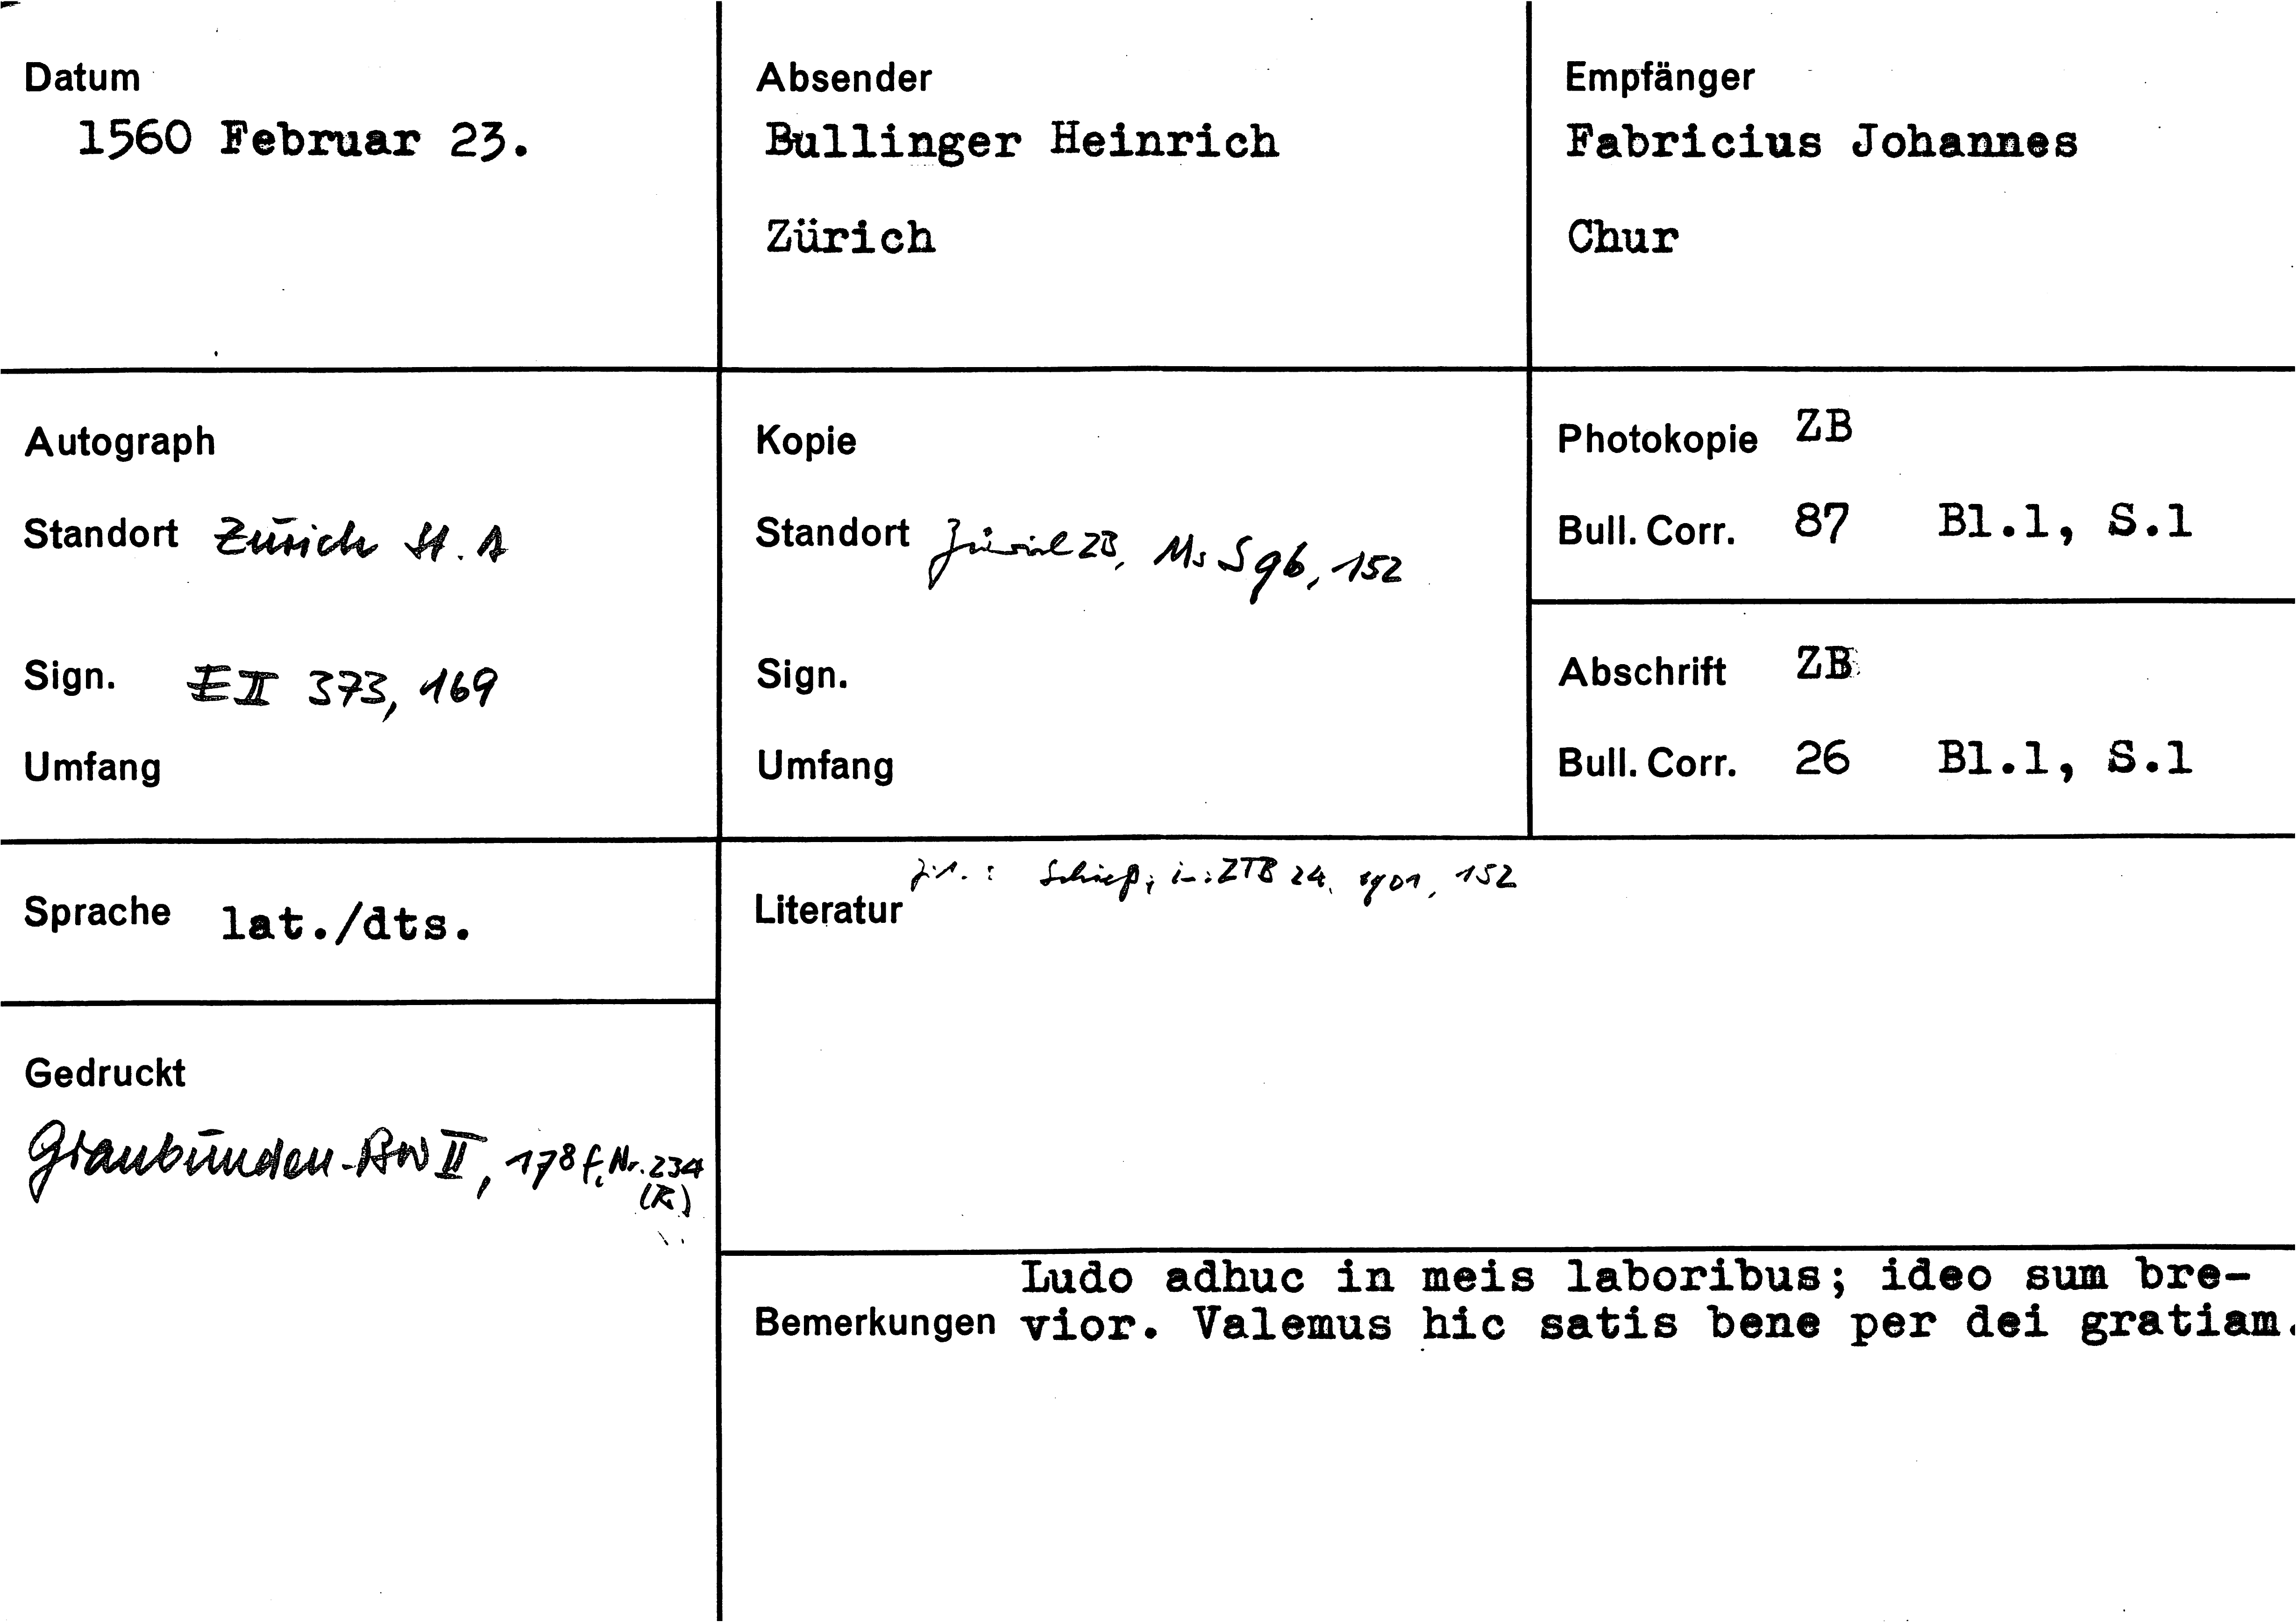 Datum
1560 Februar 23.
Absender
Bullinger Heinrich
Zürich
Empfänger
Fabricius Johannes
Chur
Autograph
Standort Zürich St. A
Sign. E II 373, 169
Umfang
Kopie
Standort Zürich ZB, Ms S 96, 152
Sign.
Umfang
Photokopie ZB
Bull. Corr. 87 Bl.1, S.1
Abschrift ZB
Bull. Corr. 26 Bl.1, S.1
Sprache lat./dts.
Gedruckt
Graubünden-BW II, 178 f, Nr. 234
(R)
Zit.: Schieß, in: ZTB 24, 1901, 152
Literatur
Ludo adhuc in meis laboribus; ideo sum bre-
Bemerkungen vior. Valemus hic satis bene per dei gratiam.